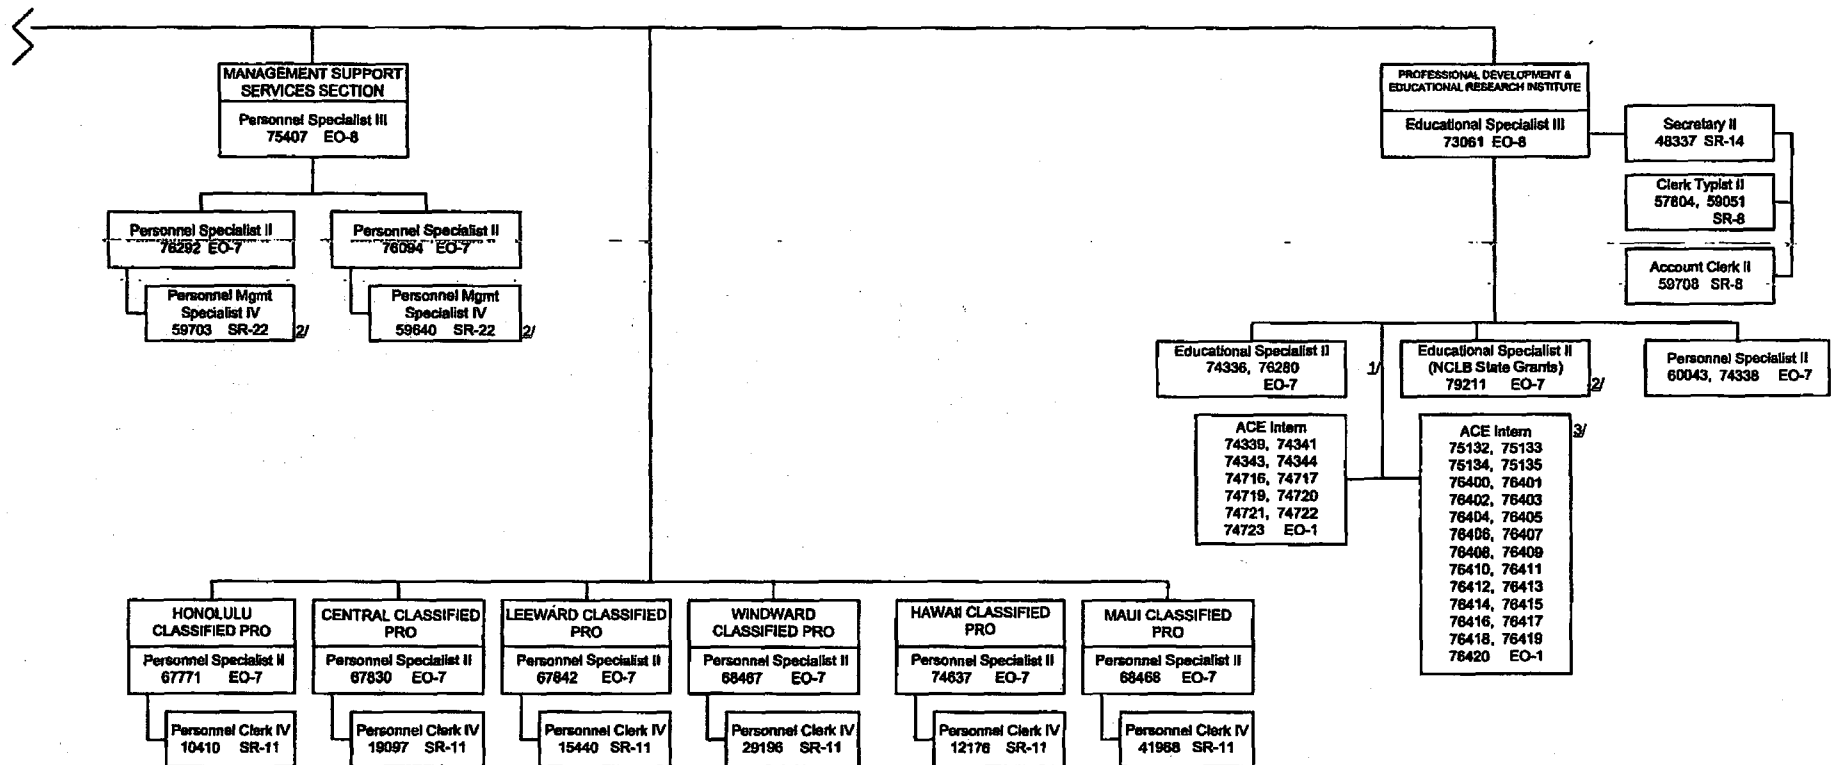 MANAGEMENT SUPPORT
SERVICES SECTION
Personnel Specialist III
75407 EO-8
PROFESSIONAL DEVELOPMENT &
EDUCATIONAL RESEARCH INSTITUTE
Educational Specialist III
73061 EO-8
Secretary II
48337 SR-14
Clerk Typist II
57804, 59051
SR-8
Account Clerk II
59708 SR-8
Personnel Specialist II
76292 EO-7
Personnel Specialist II
76094 EO-7
Personnel Mgmt
Specialist IV
59703 SR-22 2/
Personnel Mgmt
Specialist IV
59640 SR-22 2/
Educational Specialist II
74336, 76280
EO-7
1/
Educational Specialist II
(NCLB State Grants)
79211 EO-7 2/
Personnel Specialist II
60043, 74338 EO-7
ACE Intern
74339, 74341
74343, 74344
74716, 74717
74719, 74720
74721, 74722
74723 EO-1
ACE Intern 3/
75132, 75133
75134, 75135
76400, 76401
76402, 76403
76404, 76405
76406, 76407
76408, 76409
76410, 76411
76412, 76413
76414, 76415
76416, 76417
76418, 76419
76420 EO-1
HONOLULU
CLASSIFIED PRO
Personnel Specialist II
67771 EO-7
Personnel Clerk IV
10410 SR-11
CENTRAL CLASSIFIED
PRO
Personnel Specialist II
67830 EO-7
Personnel Clerk IV
19097 SR-11
LEEWARD CLASSIFIED
PRO
Personnel Specialist II
67842 EO-7
Personnel Clerk IV
15440 SR-11
WINDWARD
CLASSIFIED PRO
Personnel Specialist II
68467 EO-7
Personnel Clerk IV
29196 SR-11
HAWAII CLASSIFIED
PRO
Personnel Specialist II
74637 EO-7
Personnel Clerk IV
12176 SR-11
MAUI CLASSIFIED
PRO
Personnel Specialist II
68468 EO-7
Personnel Clerk IV
41968 SR-11